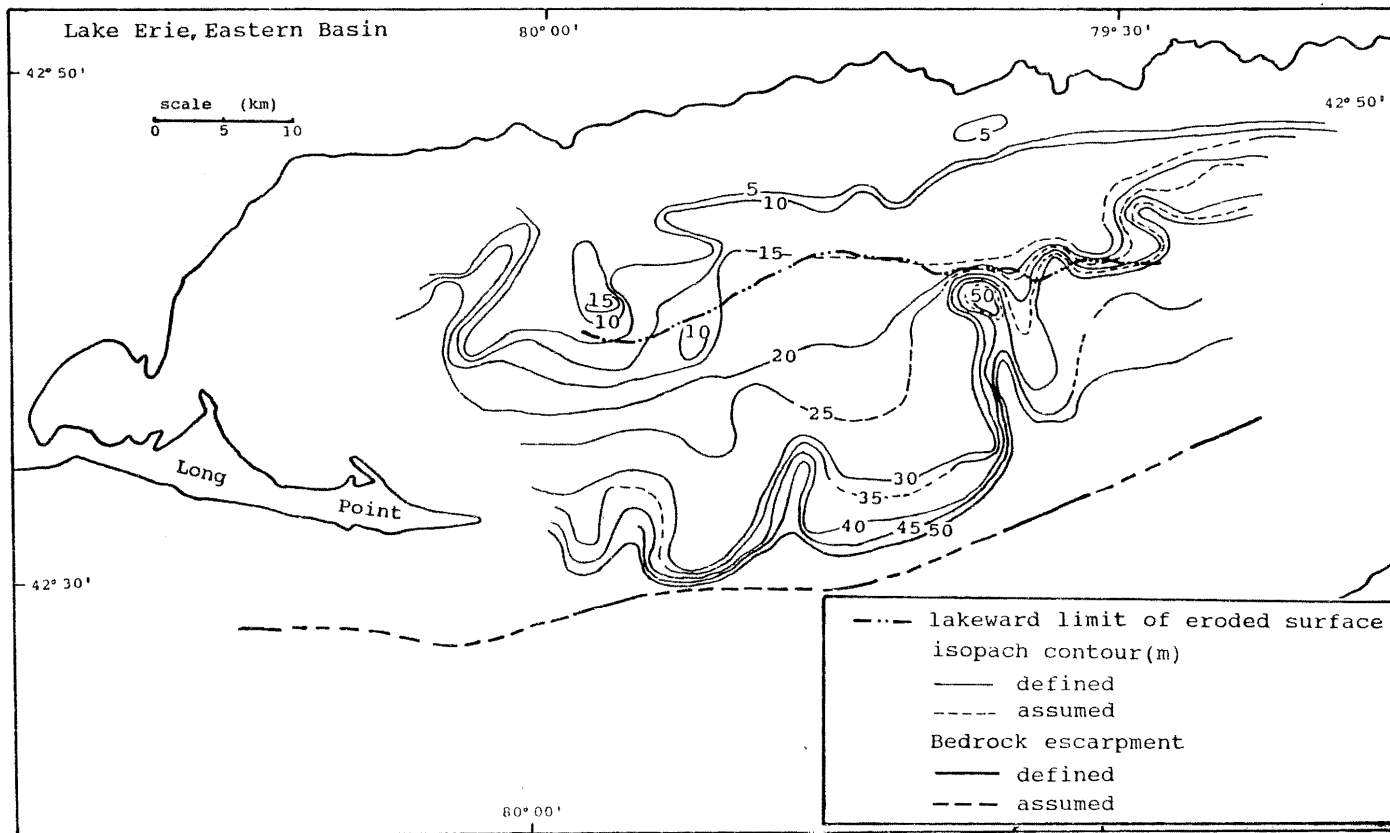 Lake Erie, Eastern Basin
80°00'
79°30'
42°50'
42°50'
scale (km)
0 5 10
5
5
10
15
15
10
10
50
20
25
30
35
40
45 50
Long
Point
42°30'
80°00'
lakeward limit of eroded surface
isopach contour(m)
defined
assumed
Bedrock escarpment
defined
assumed